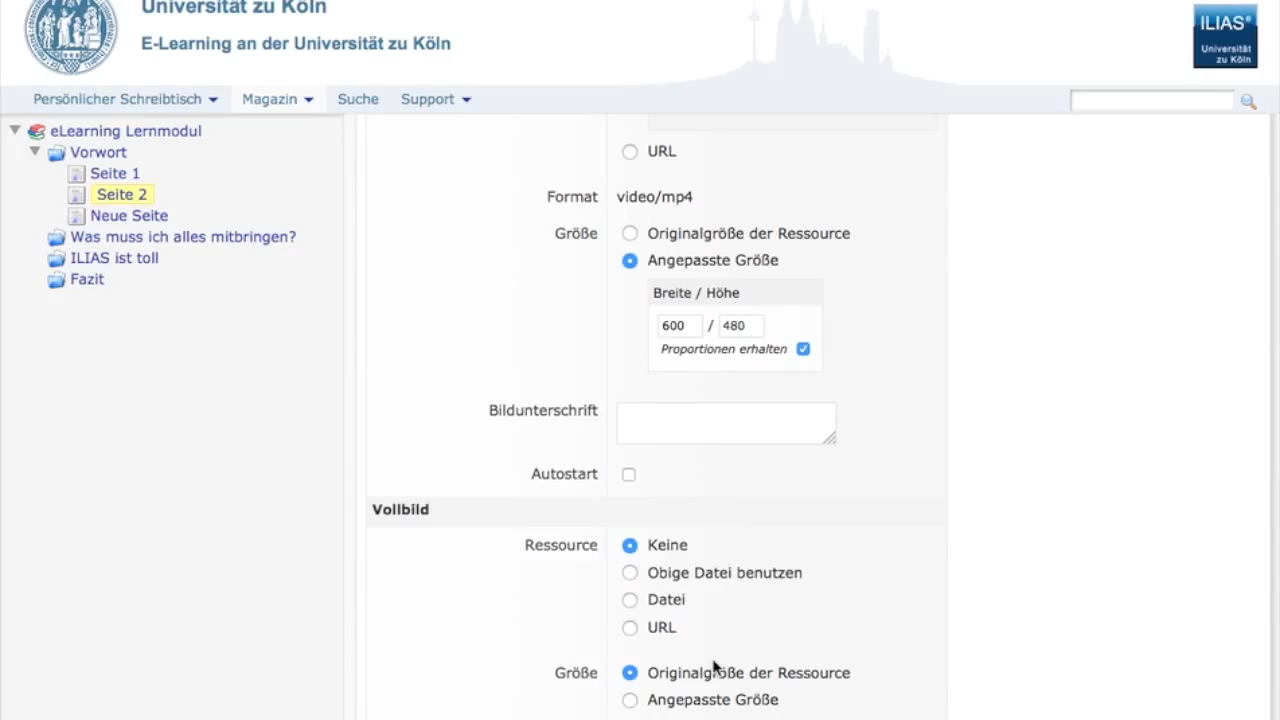 Universität zu Köln
E-Learning an der Universität zu Köln
ILIAS®
Universität
zu Köln
Persönlicher Schreibtisch Magazin Suche Support
eLearning Lernmodul
Vorwort
Seite 1
Seite 2
Neue Seite
Was muss ich alles mitbringen?
ILIAS ist toll
Fazit
URL
Format video/mp4
Größe Originalgröße der Ressource
Angepasste Größe
Breite / Höhe
600 / 480
Proportionen erhalten
Bildunterschrift
Autostart
Vollbild
Ressource Keine
Obige Datei benutzen
Datei
URL
Größe Originalgröße der Ressource
Angepasste Größe